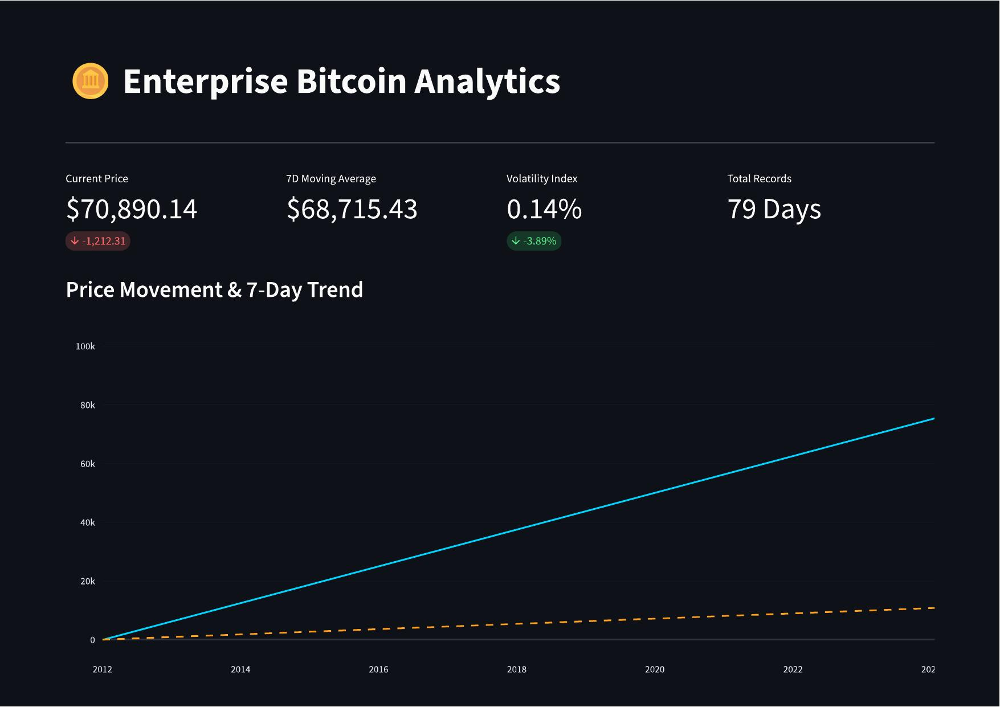 Enterprise Bitcoin Analytics
Current Price
7D Moving Average
Volatility Index
Total Records
$70,890.14
$68,715.43
0.14%
79 Days
↓ -1,212.31
↓ -3.89%
Price Movement & 7-Day Trend
100k
80k
60k
40k
20k
0
2012 2014 2016 2018 2020 2022 202